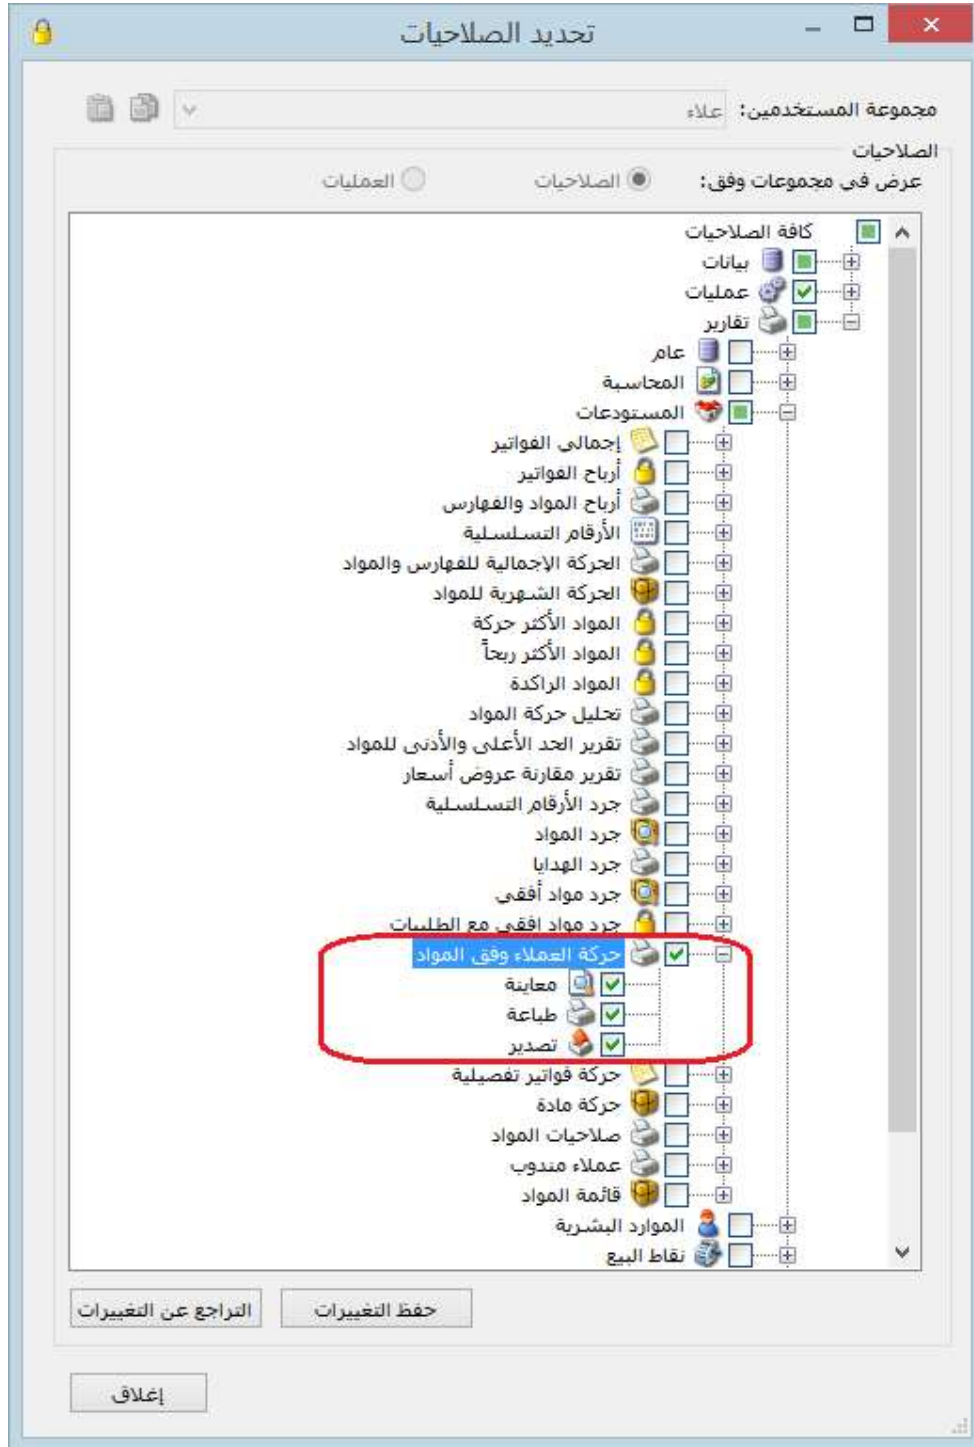 تحديد الصلاحيات
مجموعة المستخدمين: علاء
الصلاحيات
عرض في مجموعات وفق: الصلاحيات العمليات
كافة الصلاحيات
بيانات
عمليات
تقارير
عام
المحاسبة
المستودعات
إجمالي الفواتير
أرباح الفواتير
أرباح المواد والفهارس
الأرقام التسلسلية
الحركة الإجمالية للفهارس والمواد
الحركة الشهرية للمواد
المواد الأكثر حركة
المواد الأكثر ربحاً
المواد الراكدة
تحليل حركة المواد
تقرير الحد الأعلى والأدنى للمواد
تقرير مقارنة عروض أسعار
جرد الأرقام التسلسلية
جرد المواد
جرد الهدايا
جرد مواد أفقي
جرد مواد افقي مع الطلبيات
حركة العملاء وفق المواد
معاينة
طباعة
تصدير
حركة فواتير تفصيلية
حركة مادة
صلاحيات المواد
عملاء مندوب
قائمة المواد
الموارد البشرية
نقاط البيع
حفظ التغييرات التراجع عن التغييرات
إغلاق